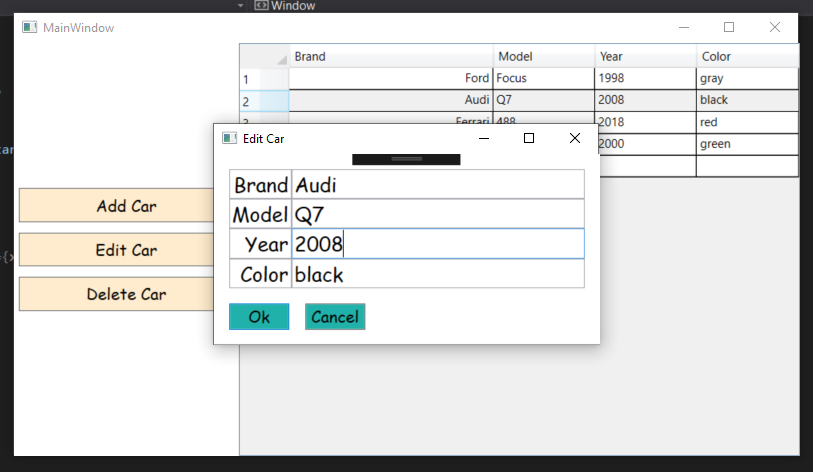 Window
MainWindow
Brand Model Year Color
1 Ford Focus 1998 gray
2 Audi Q7 2008 black
3 Ferrari 488 2018 red
2000 green
Edit Car
Brand Audi
Model Q7
Year 2008
Color black
Ok Cancel
Add Car
Edit Car
Delete Car
tar
={x